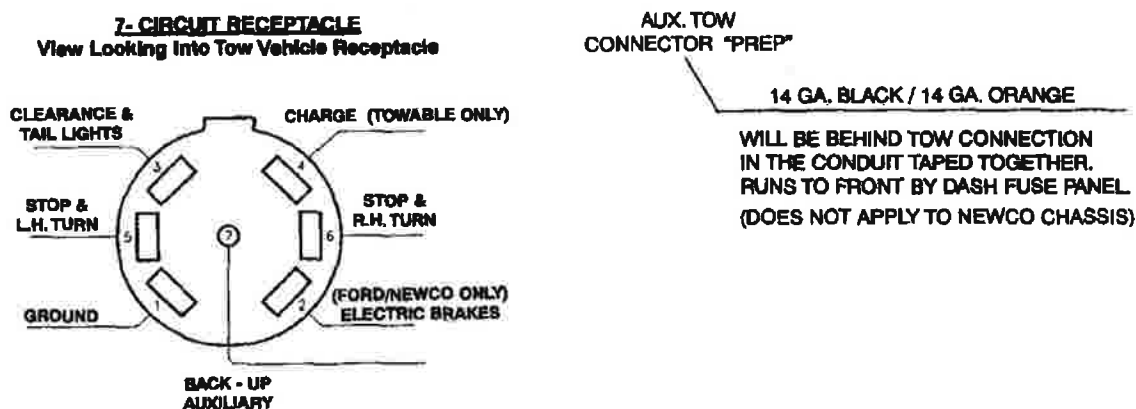 7- CIRCUIT RECEPTACLE
View Looking Into Tow Vehicle Receptacle
CLEARANCE &
TAIL LIGHTS
CHARGE (TOWABLE ONLY)
3
4
STOP &
L.H. TURN
STOP &
R.H. TURN
5
7
6
1
2
GROUND
(FORD/NEWCO ONLY)
ELECTRIC BRAKES
BACK - UP
AUXILIARY
AUX. TOW
CONNECTOR "PREP"
14 GA. BLACK / 14 GA. ORANGE
WILL BE BEHIND TOW CONNECTION
IN THE CONDUIT TAPED TOGETHER.
RUNS TO FRONT BY DASH FUSE PANEL.
(DOES NOT APPLY TO NEWCO CHASSIS)